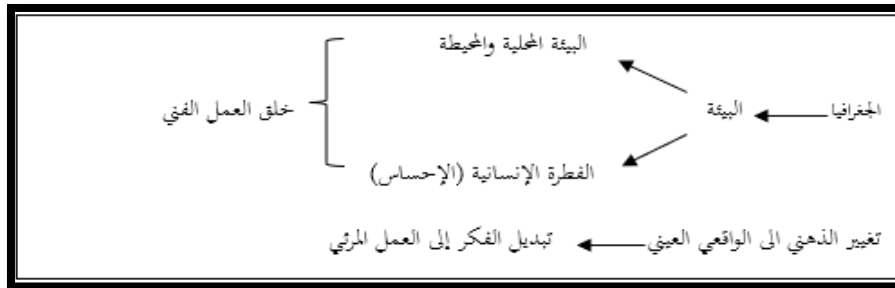 البيئة المحلية والمحيطة
الجغرافيا
البيئة
خلق العمل الفني
الفطرة الإنسانية (الإحساس)
تغيير الذهني الى الواقعي العيني
تبديل الفكر إلى العمل المرئي